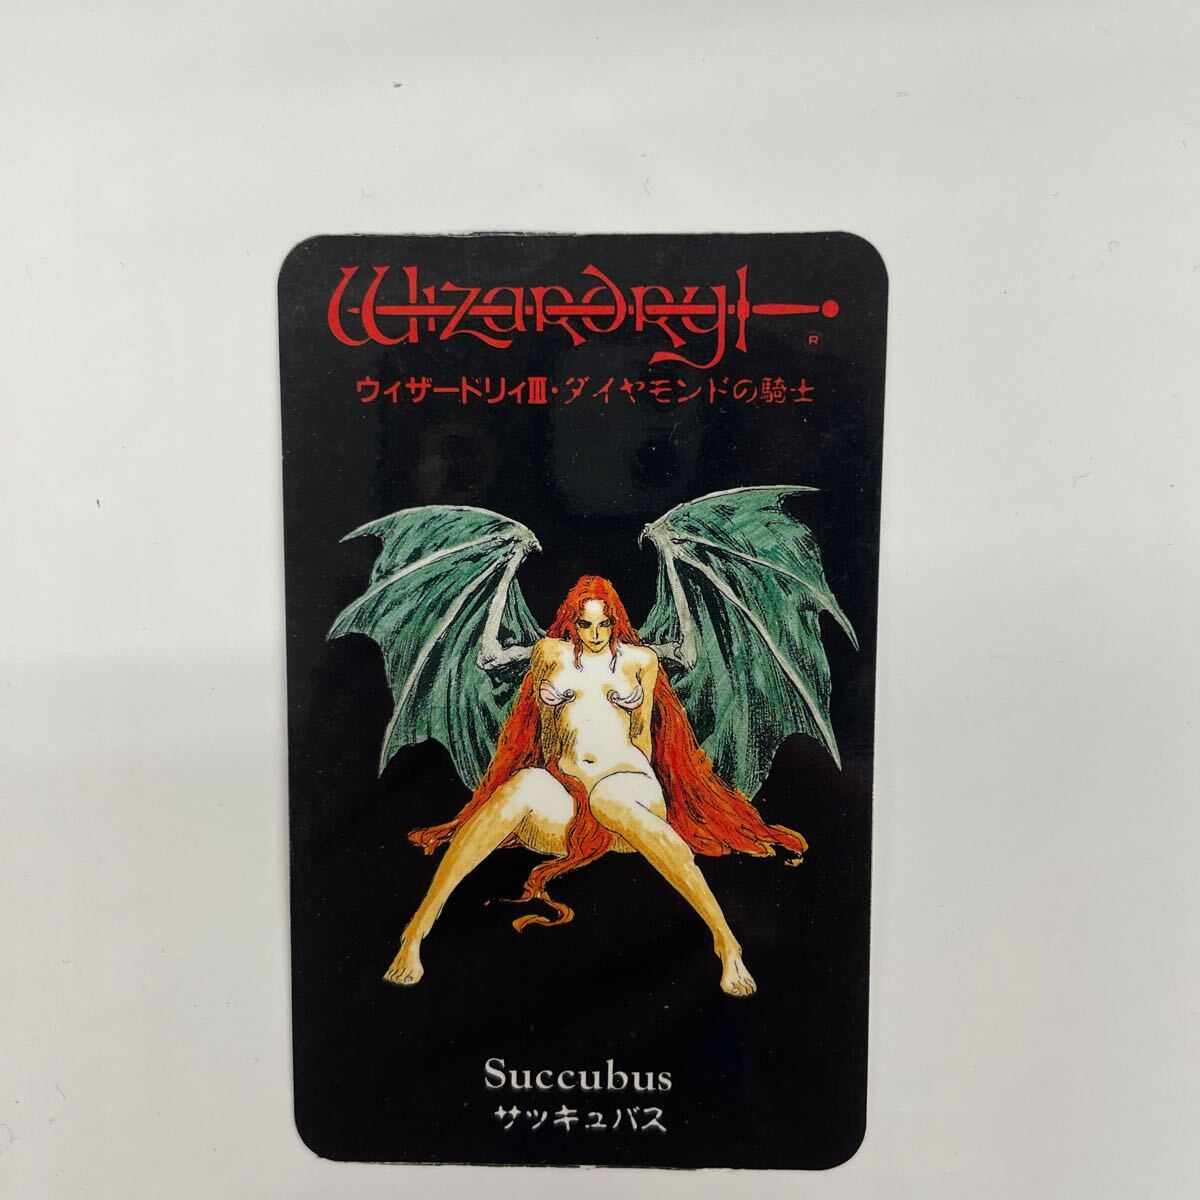 Wizardry
®
ウィザードリィⅢ・ダイヤモンドの騎士
Succubus
サッキュバス